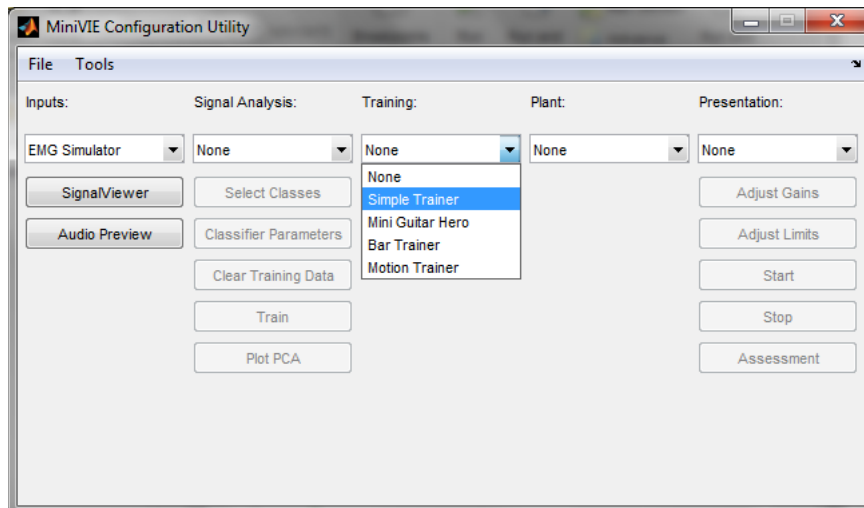 MiniVIE Configuration Utility
File Tools
Inputs: Signal Analysis: Training: Plant: Presentation:
EMG Simulator None None None None
None
SignalViewer Select Classes Simple Trainer Adjust Gains
Mini Guitar Hero
Audio Preview Classifier Parameters Bar Trainer Adjust Limits
Motion Trainer
Clear Training Data Start
Train Stop
Plot PCA Assessment